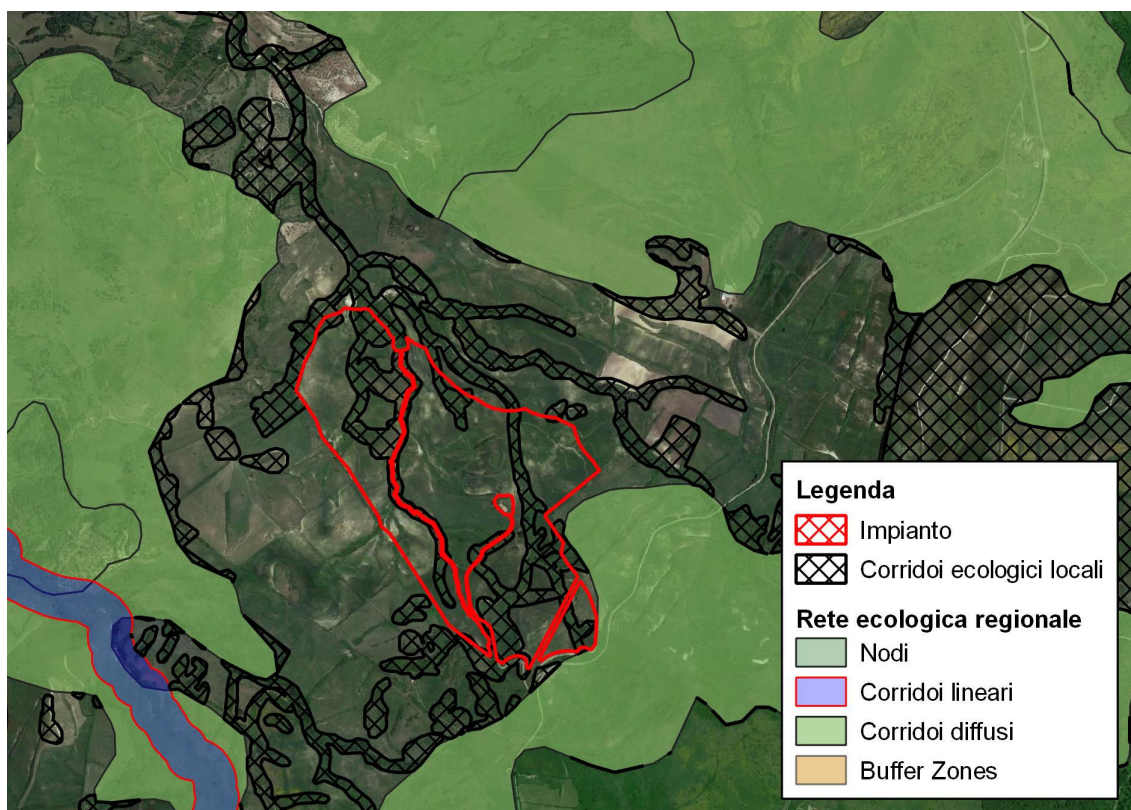 Legenda
Impianto
Corridoi ecologici locali
Rete ecologica regionale
Nodi
Corridoi lineari
Corridoi diffusi
Buffer Zones